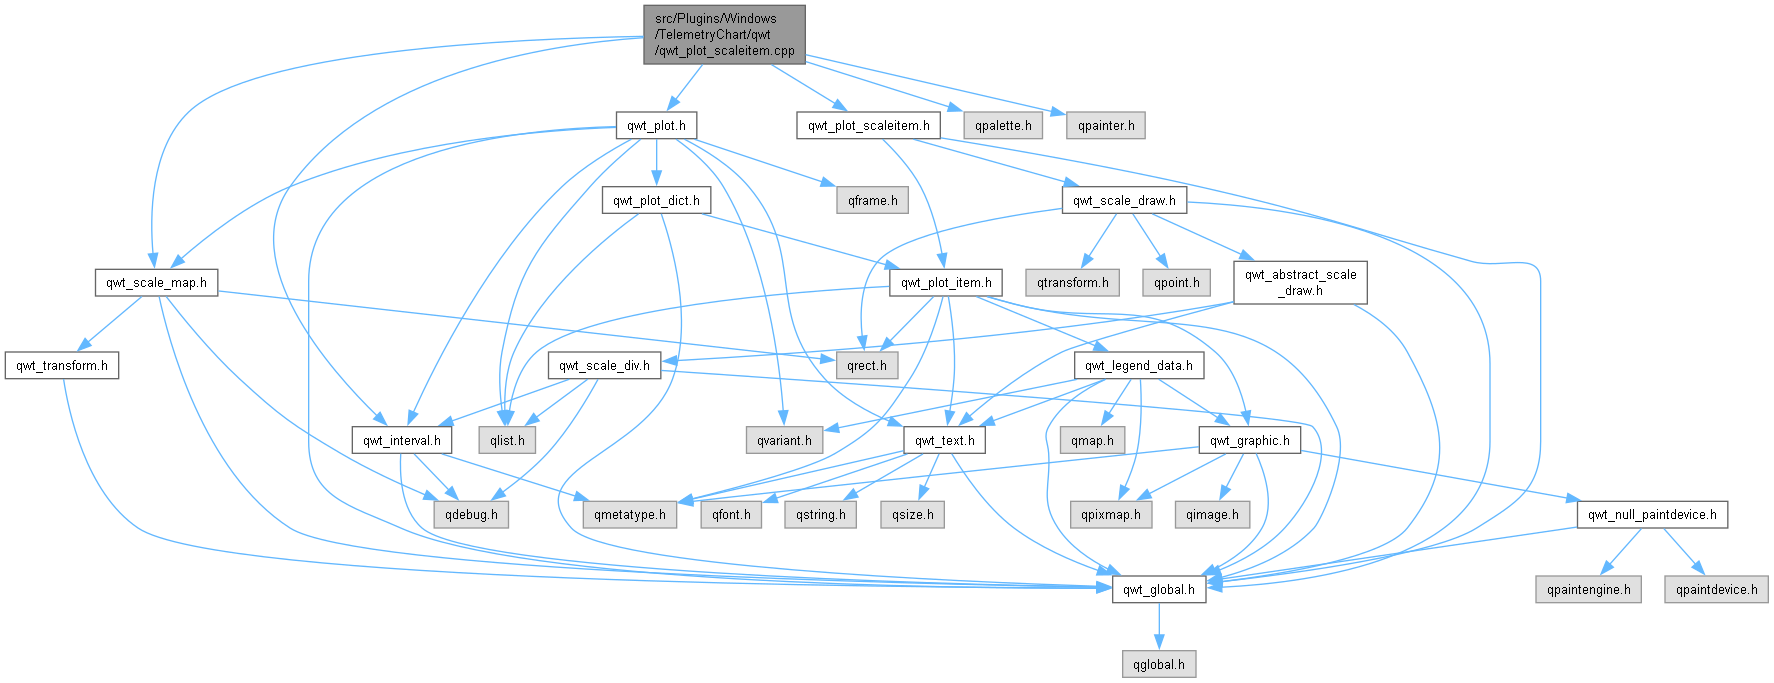 src/Plugins/Windows
/TelemetryChart/qwt
/qwt_plot_scaleitem.cpp
qwt_plot.h
qwt_plot_scaleitem.h
qpalette.h
qpainter.h
qwt_plot_dict.h
qframe.h
qwt_scale_draw.h
qwt_scale_map.h
qwt_plot_item.h
qtransform.h
qpoint.h
qwt_abstract_scale
_draw.h
qwt_transform.h
qwt_scale_div.h
qrect.h
qwt_legend_data.h
qwt_interval.h
qlist.h
qvariant.h
qwt_text.h
qmap.h
qwt_graphic.h
qdebug.h
qmetatype.h
qfont.h
qstring.h
qsize.h
qpixmap.h
qimage.h
qwt_null_paintdevice.h
qwt_global.h
qpaintengine.h
qpaintdevice.h
qglobal.h